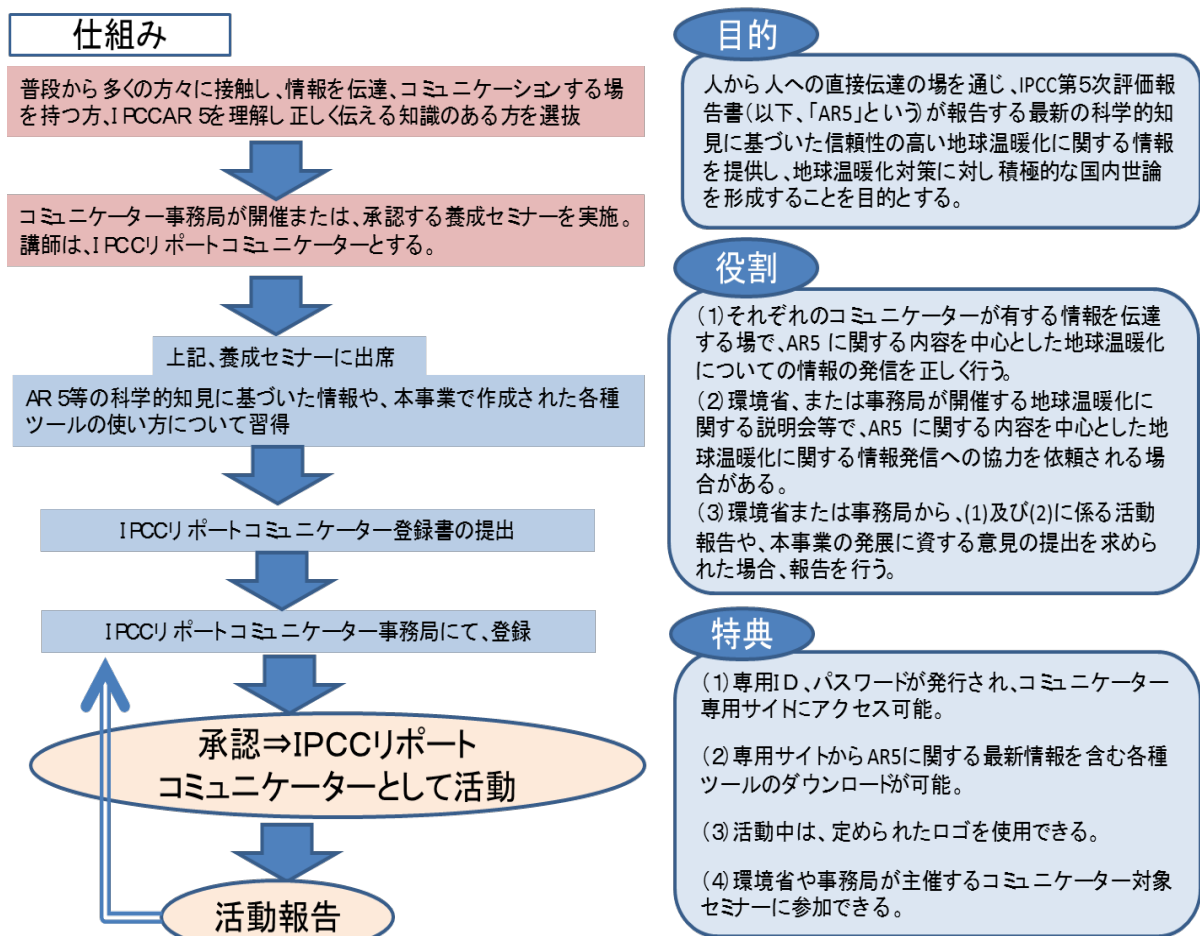 仕組み
普段から多くの方々に接触し、情報を伝達、コミュニケーションする場
を持つ方、IPCCAR5を理解し正しく伝える知識のある方を選抜
コミュニケーター事務局が開催または、承認する養成セミナーを実施。
講師は、IPCCリポートコミュニケーターとする。
上記、養成セミナーに出席
AR5等の科学的知見に基づいた情報や、本事業で作成された各種
ツールの使い方について習得
IPCCリポートコミュニケーター登録書の提出
IPCCリポートコミュニケーター事務局にて、登録
承認⇒IPCCリポート
コミュニケーターとして活動
活動報告
目的
人から人への直接伝達の場を通じ、IPCC第5次評価報
告書(以下、「AR5」という)が報告する最新の科学的知
見に基づいた信頼性の高い地球温暖化に関する情報
を提供し、地球温暖化対策に対し積極的な国内世論
を形成することを目的とする。
役割
(1)それぞれのコミュニケーターが有する情報を伝達
する場で、AR5 に関する内容を中心とした地球温暖化
についての情報の発信を正しく行う。
(2)環境省、または事務局が開催する地球温暖化に
関する説明会等で、AR5 に関する内容を中心とした地
球温暖化に関する情報発信への協力を依頼される場
合がある。
(3)環境省または事務局から、(1)及び(2)に係る活動
報告や、本事業の発展に資する意見の提出を求めら
れた場合、報告を行う。
特典
(1)専用ID、パスワードが発行され、コミュニケーター
専用サイトにアクセス可能。
(2)専用サイトからAR5に関する最新情報を含む各種
ツールのダウンロードが可能。
(3)活動中は、定められたロゴを使用できる。
(4)環境省や事務局が主催するコミュニケーター対象
セミナーに参加できる。